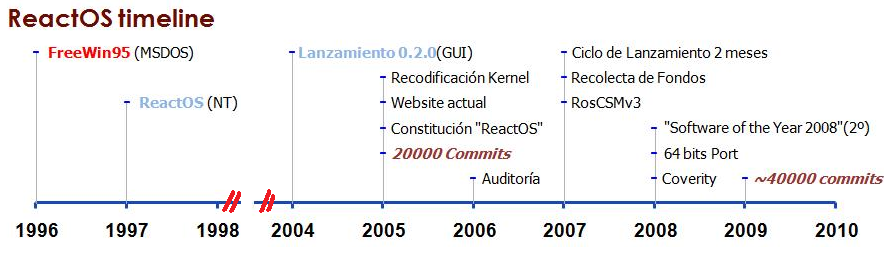 ReactOS timeline
FreeWin95 (MSDOS)
Lanzamiento 0.2.0(GUI)
Ciclo de Lanzamiento 2 meses
Recodificación Kernel
Recolecta de Fondos
ReactOS (NT)
Website actual
RosCSMv3
Constitución "ReactOS"
"Software of the Year 2008"(2º)
20000 Commits
64 bits Port
Auditoría
Coverity
~40000 commits
1996 1997 1998 2004 2005 2006 2007 2008 2009 2010